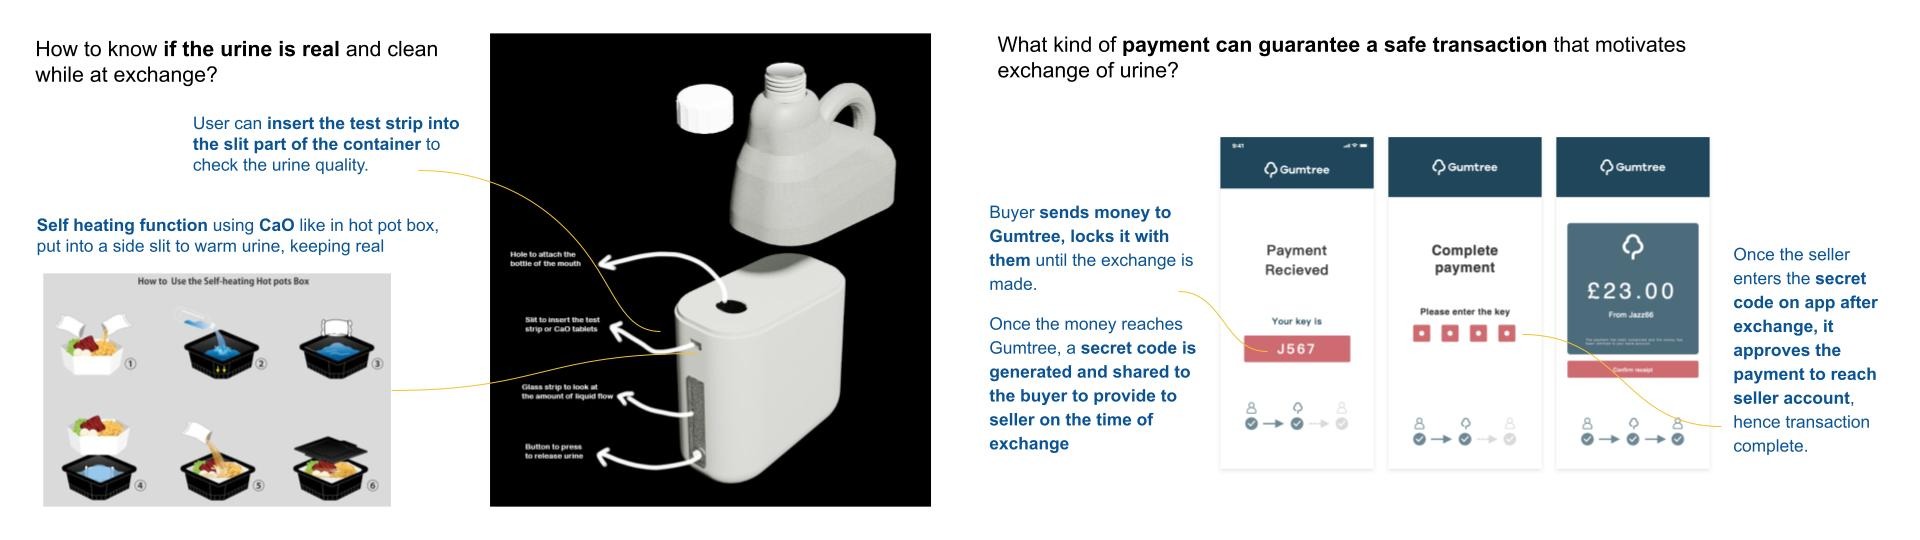 How to know if the urine is real and clean
while at exchange?
User can insert the test strip into
the slit part of the container to
check the urine quality.
Self heating function using CaO like in hot pot box,
put into a side slit to warm urine, keeping real
How to Use the Self-heating Hot pots Box
1
2
3
4
5
6
Hole to attach the
bottle of the mouth
Slit to insert the test
strip or CaO tablets
Glass strip to look at
the amount of liquid flow
Button to press
to release urine
What kind of payment can guarantee a safe transaction that motivates
exchange of urine?
Buyer sends money to
Gumtree, locks it with
them until the exchange is
made.
Once the money reaches
Gumtree, a secret code is
generated and shared to
the buyer to provide to
seller on the time of
exchange
9:41
Gumtree
Payment
Recieved
Your key is
J567
Gumtree
Complete
payment
Please enter the key
Gumtree
£23.00
From Jazz66
Confirm receipt
Once the seller
enters the secret
code on app after
exchange, it
approves the
payment to reach
seller account,
hence transaction
complete.